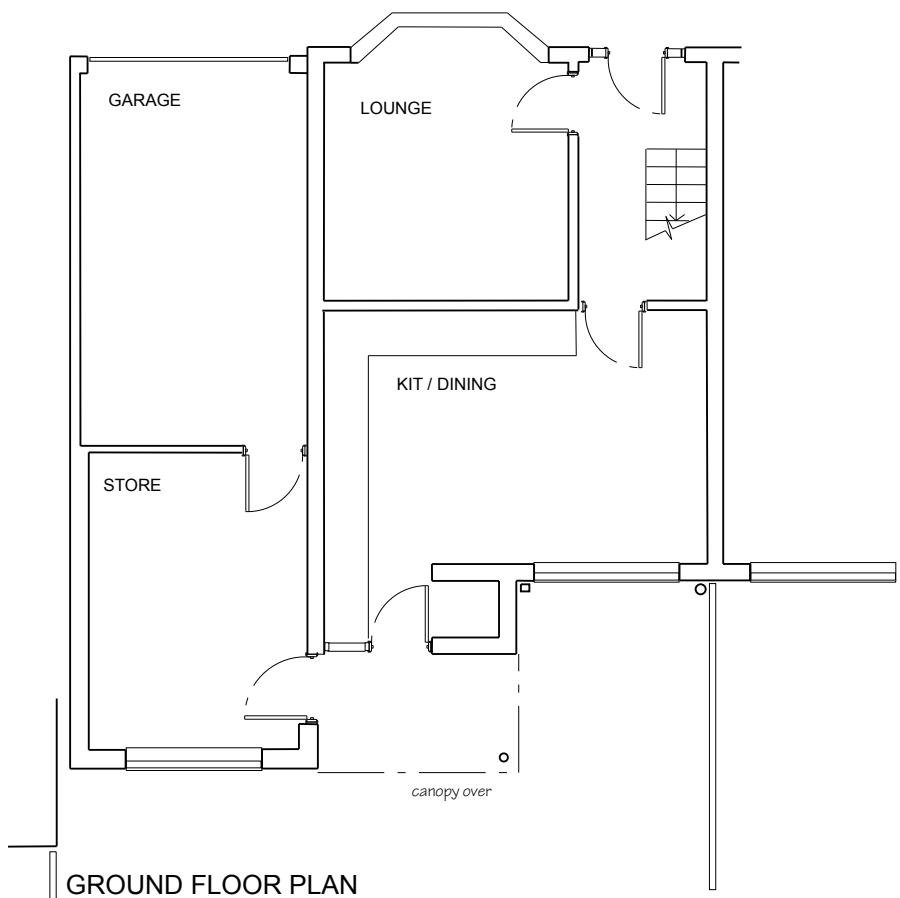 GARAGE
LOUNGE
KIT / DINING
STORE
canopy over
GROUND FLOOR PLAN